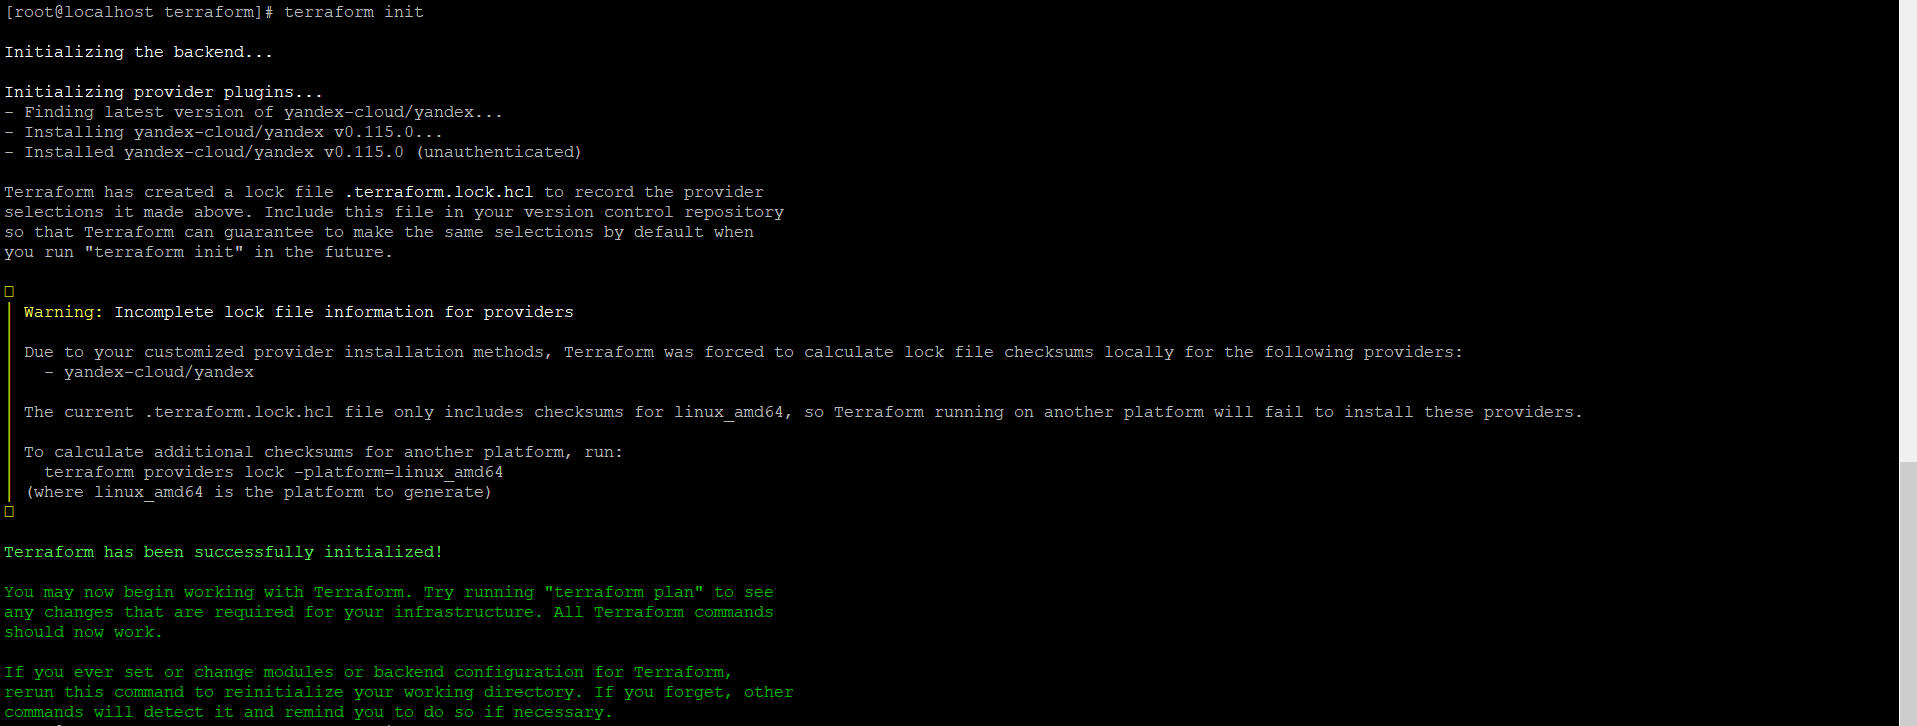 [root@localhost terraform]# terraform init
Initializing the backend...
Initializing provider plugins...
- Finding latest version of yandex-cloud/yandex...
- Installing yandex-cloud/yandex v0.115.0...
- Installed yandex-cloud/yandex v0.115.0 (unauthenticated)
Terraform has created a lock file .terraform.lock.hcl to record the provider
selections it made above. Include this file in your version control repository
so that Terraform can guarantee to make the same selections by default when
you run "terraform init" in the future.
Warning: Incomplete lock file information for providers
Due to your customized provider installation methods, Terraform was forced to calculate lock file checksums locally for the following providers:
- yandex-cloud/yandex
The current .terraform.lock.hcl file only includes checksums for linux_amd64, so Terraform running on another platform will fail to install these providers.
To calculate additional checksums for another platform, run:
terraform providers lock -platform=linux_amd64
(where linux_amd64 is the platform to generate)
Terraform has been successfully initialized!
You may now begin working with Terraform. Try running "terraform plan" to see
any changes that are required for your infrastructure. All Terraform commands
should now work.
If you ever set or change modules or backend configuration for Terraform,
rerun this command to reinitialize your working directory. If you forget, other
commands will detect it and remind you to do so if necessary.